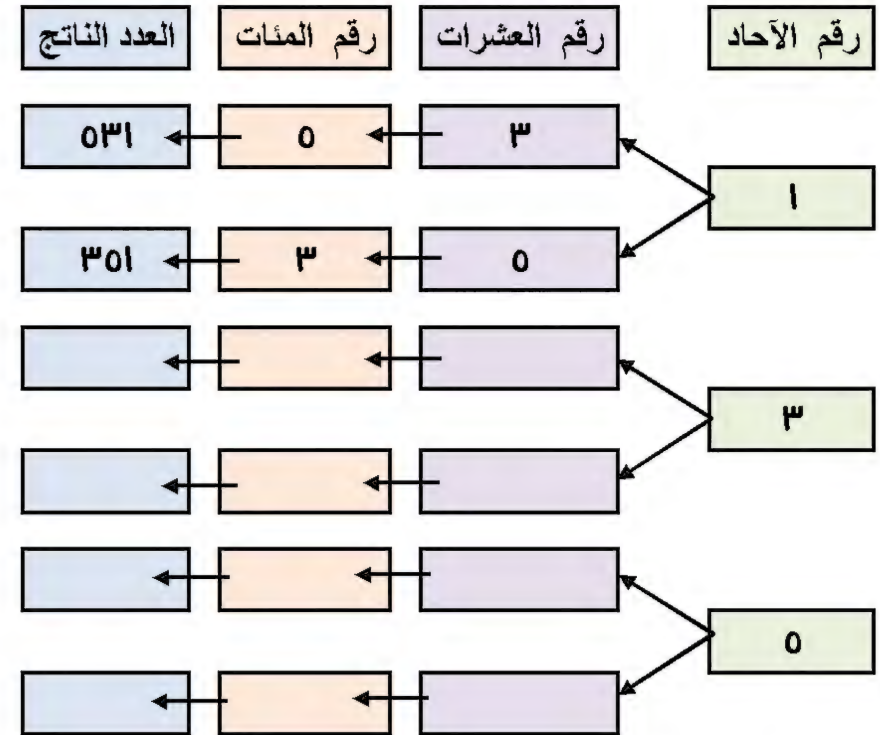 رقم الآحاد رقم العشرات رقم المئات العدد الناتج
٣ ٥ ٥٣١
١
٥ ٣ ٣٥١
٣
٥